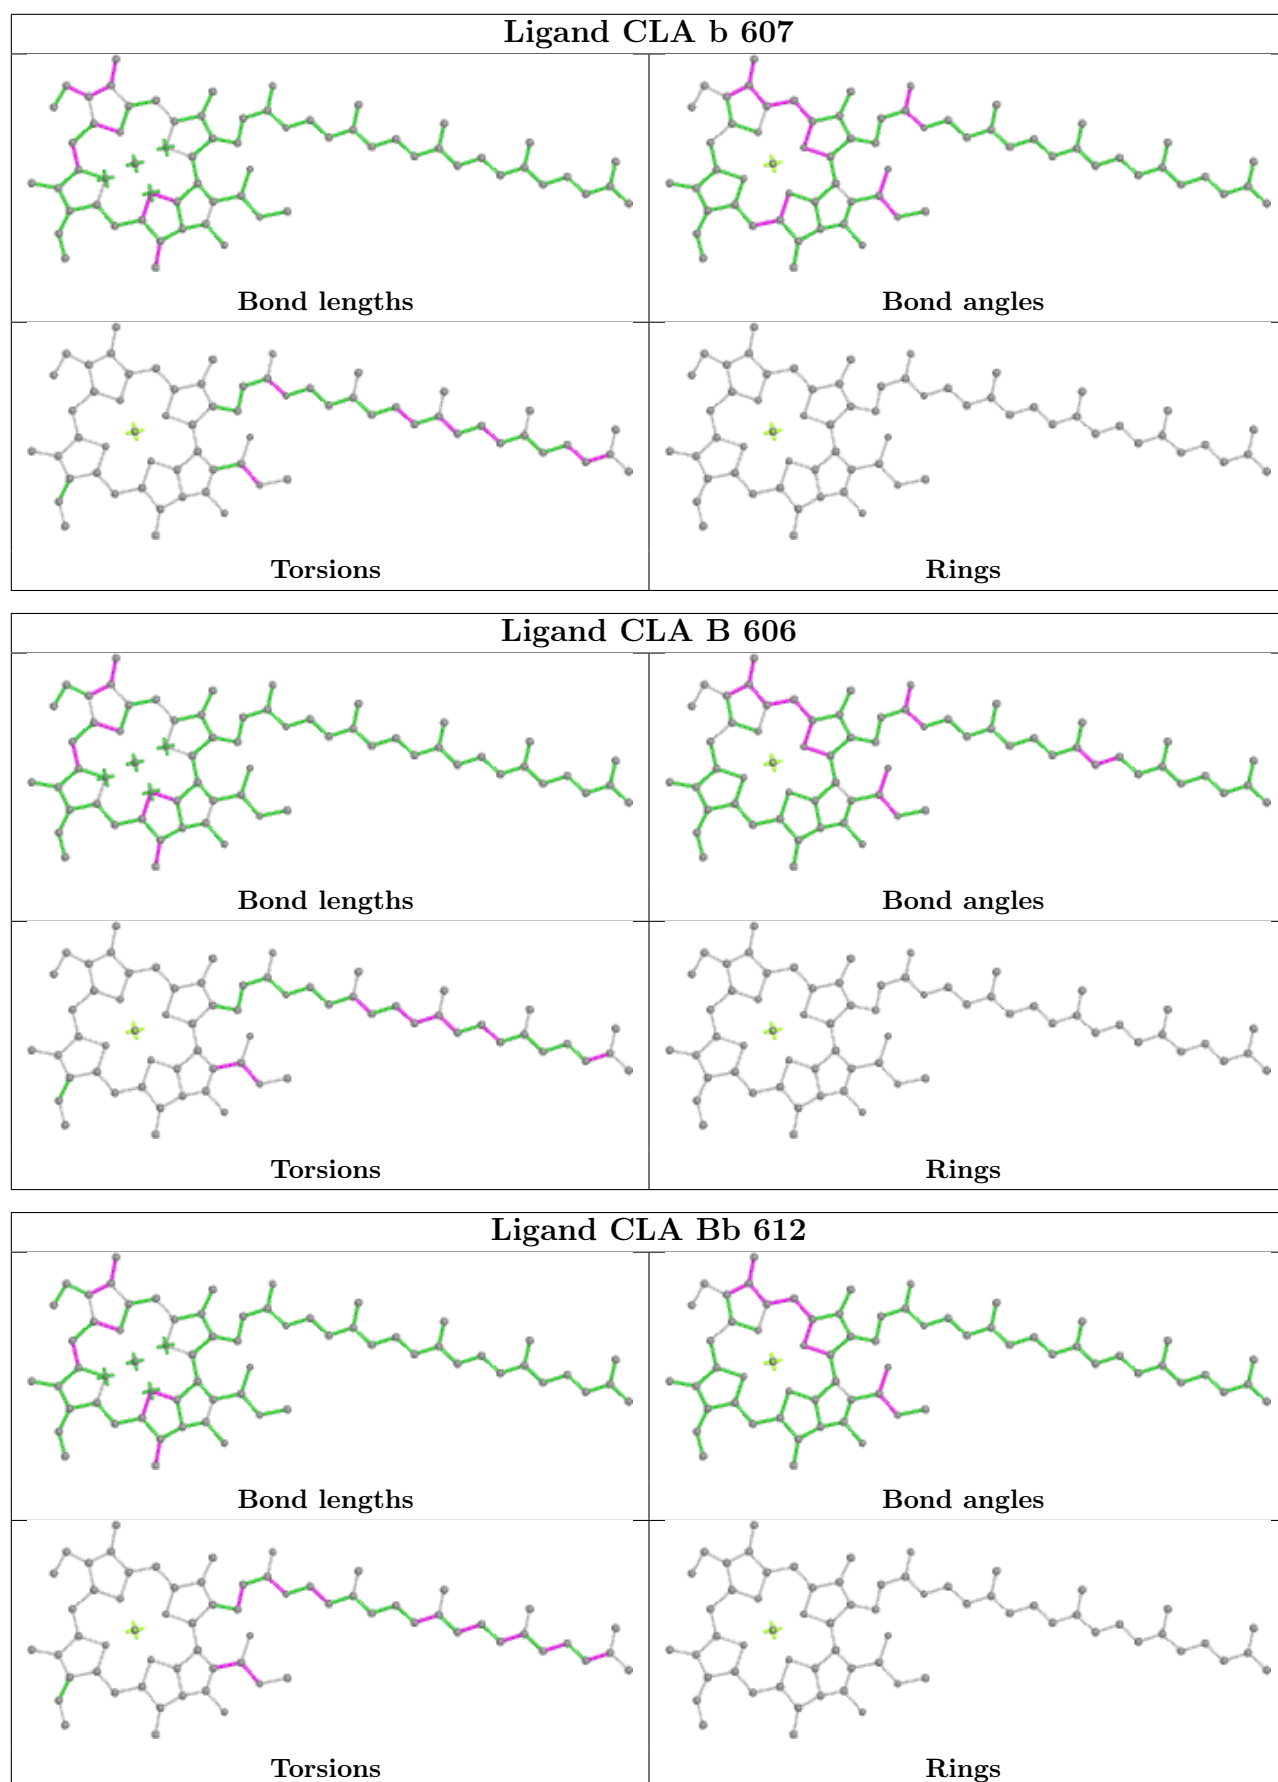 Ligand CLA b 607
Bond lengths
Bond angles
Torsions
Rings
Ligand CLA B 606
Bond lengths
Bond angles
Torsions
Rings
Ligand CLA Bb 612
Bond lengths
Bond angles
Torsions
Rings